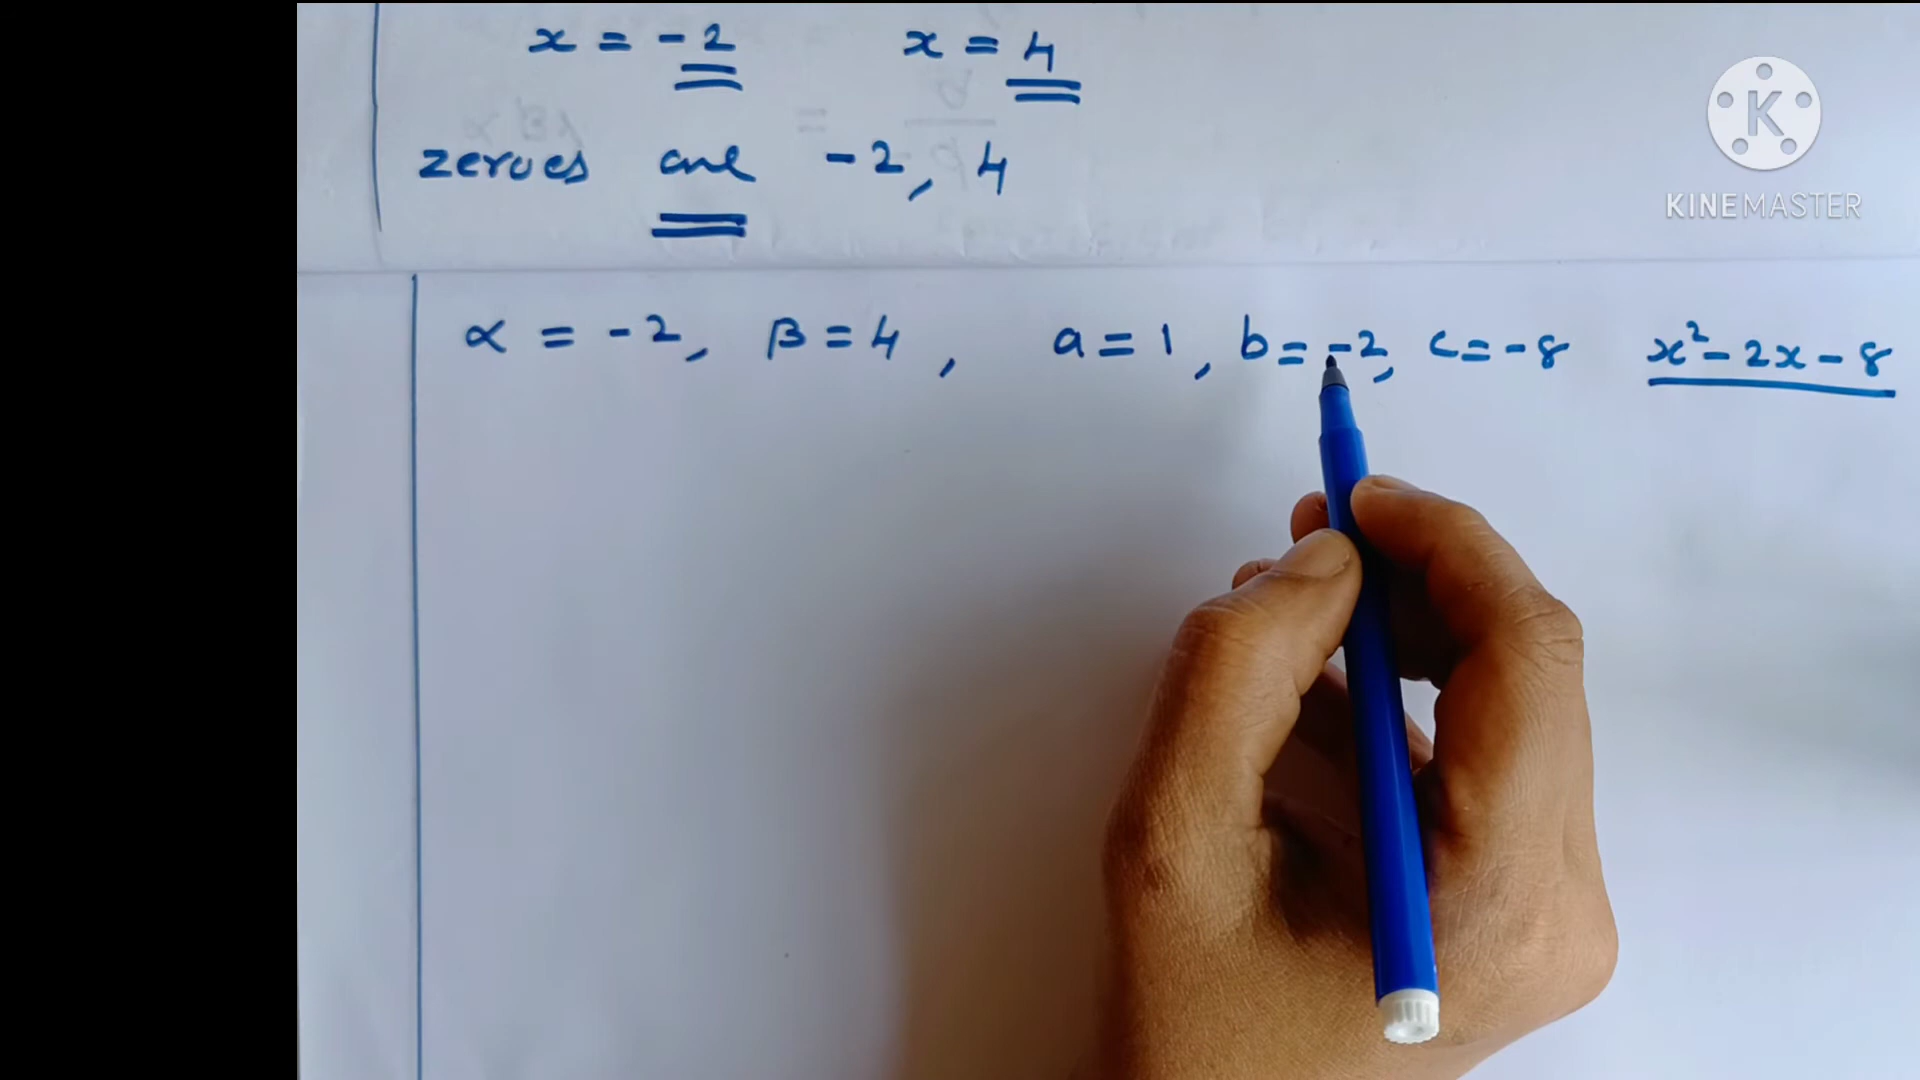 x = -2 x = 4
zeroes are -2, 4
α = -2, β = 4, a = 1, b = -2, c = -8 x² - 2x - 8
K
KINEMASTER